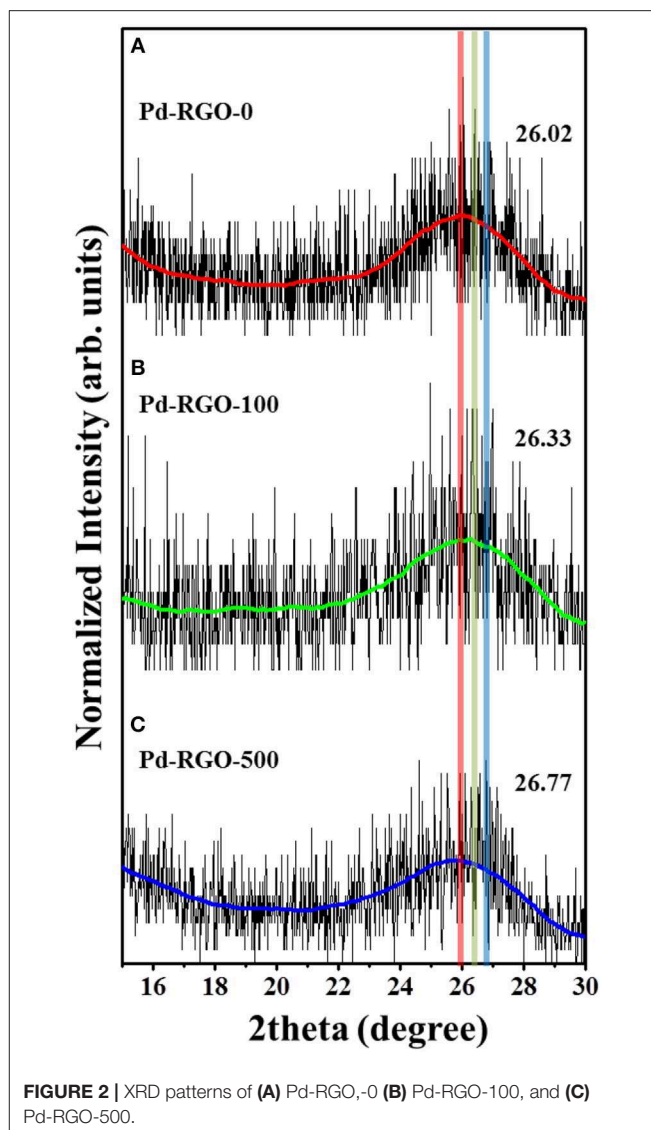 A
Pd-RGO-0
26.02
B
Pd-RGO-100
26.33
C
Pd-RGO-500
26.77
Normalized Intensity (arb. units)
16 18 20 22 24 26 28 30
2theta (degree)
FIGURE 2 | XRD patterns of (A) Pd-RGO,-0 (B) Pd-RGO-100, and (C)
Pd-RGO-500.